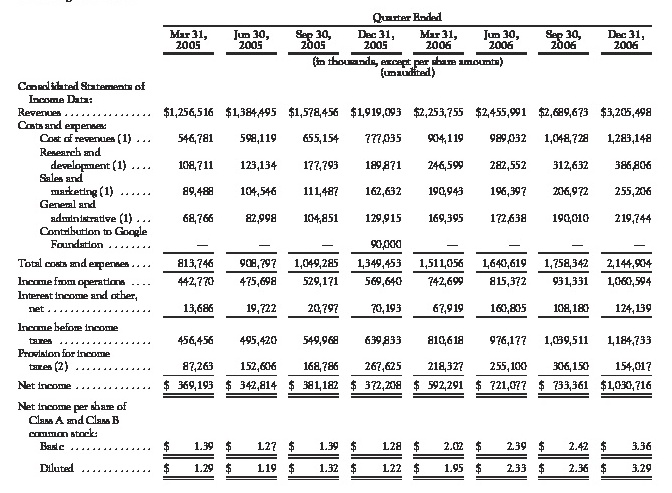 Quarter Ended
Mar 31, Jun 30, Sep 30, Dec 31, Mar 31, Jun 30, Sep 30, Dec 31,
2005 2005 2005 2005 2006 2006 2006 2006
(in thousands, except per share amounts)
(unaudited)
Consolidated Statements of
Income Data:
Revenues ................ $1,256,516 $1,384,495 $1,578,456 $1,919,093 $2,253,755 $2,455,991 $2,689,673 $3,205,498
Costs and expenses:
Cost of revenues (1) ... 546,781 598,119 655,154 777,035 904,119 989,032 1,048,728 1,283,148
Research and
development (1) .... 108,711 123,134 177,793 189,871 246,599 282,552 312,632 386,806
Sales and
marketing (1) ...... 89,488 104,546 111,487 162,632 190,943 196,397 206,972 255,206
General and
administrative (1) ... 68,766 82,998 104,851 129,915 169,395 172,638 190,010 219,744
Contribution to Google
Foundation ........ — — — 90,000 — — — —
Total costs and expenses .... 813,746 908,797 1,049,285 1,349,453 1,511,056 1,640,619 1,758,342 2,144,904
Income from operations .... 442,770 475,698 529,171 569,640 742,699 815,372 931,331 1,060,594
Interest income and other,
net .................. 13,686 19,722 20,797 70,193 67,919 160,805 108,180 124,139
Income before income
taxes ................ 456,456 495,420 549,968 639,833 810,618 976,177 1,039,511 1,184,733
Provision for income
taxes (2) .............. 87,263 152,606 168,786 267,625 218,327 255,100 306,150 154,017
Net income .............. $ 369,193 $ 342,814 $ 381,182 $ 372,208 $ 592,291 $ 721,077 $ 733,361 $1,030,716
Net income per share of
Class A and Class B
common stock:
Basic ............... $ 1.39 $ 1.27 $ 1.39 $ 1.28 $ 2.02 $ 2.39 $ 2.42 $ 3.36
Diluted ............. $ 1.29 $ 1.19 $ 1.32 $ 1.22 $ 1.95 $ 2.33 $ 2.36 $ 3.29